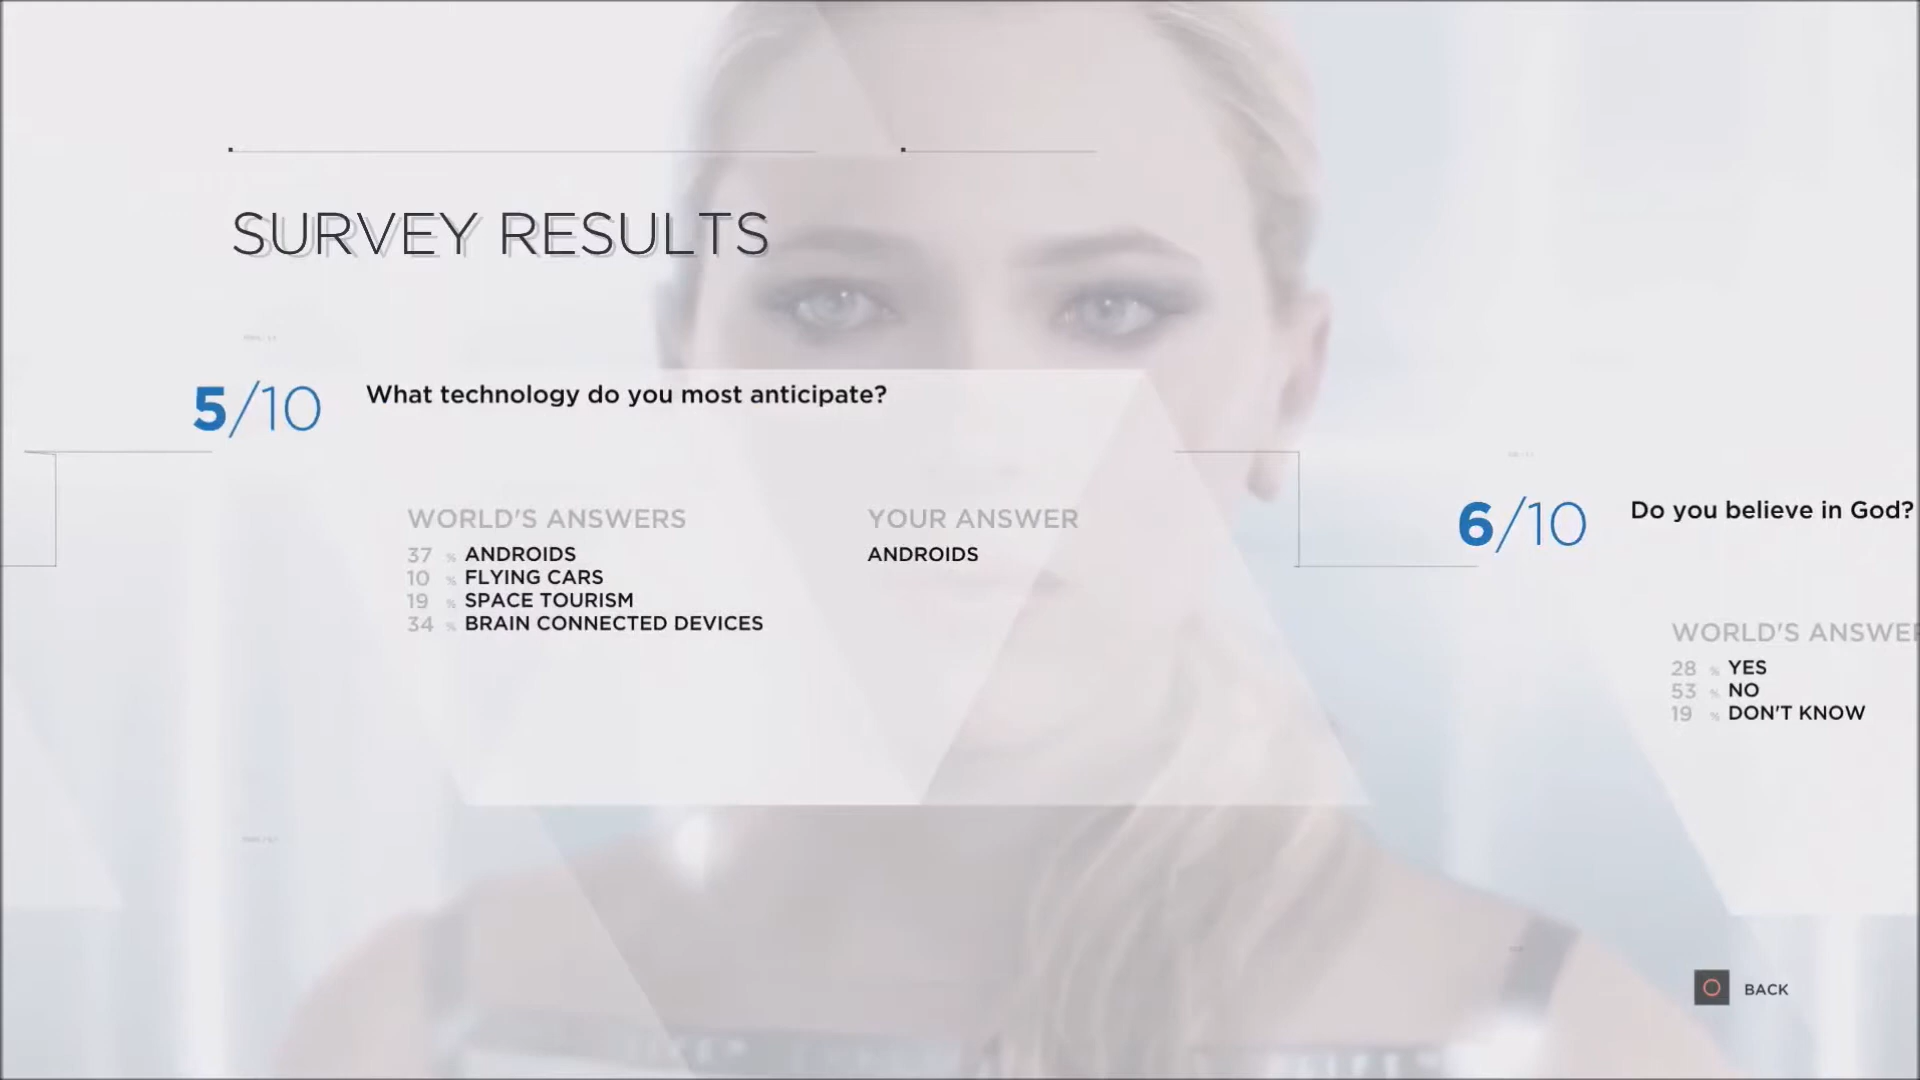 SURVEY RESULTS
5/10
What technology do you most anticipate?
WORLD'S ANSWERS
37 % ANDROIDS
10 % FLYING CARS
19 % SPACE TOURISM
34 % BRAIN CONNECTED DEVICES
YOUR ANSWER
ANDROIDS
6/10
Do you believe in God?
WORLD'S ANSWER
28 % YES
53 % NO
19 % DON'T KNOW
BACK